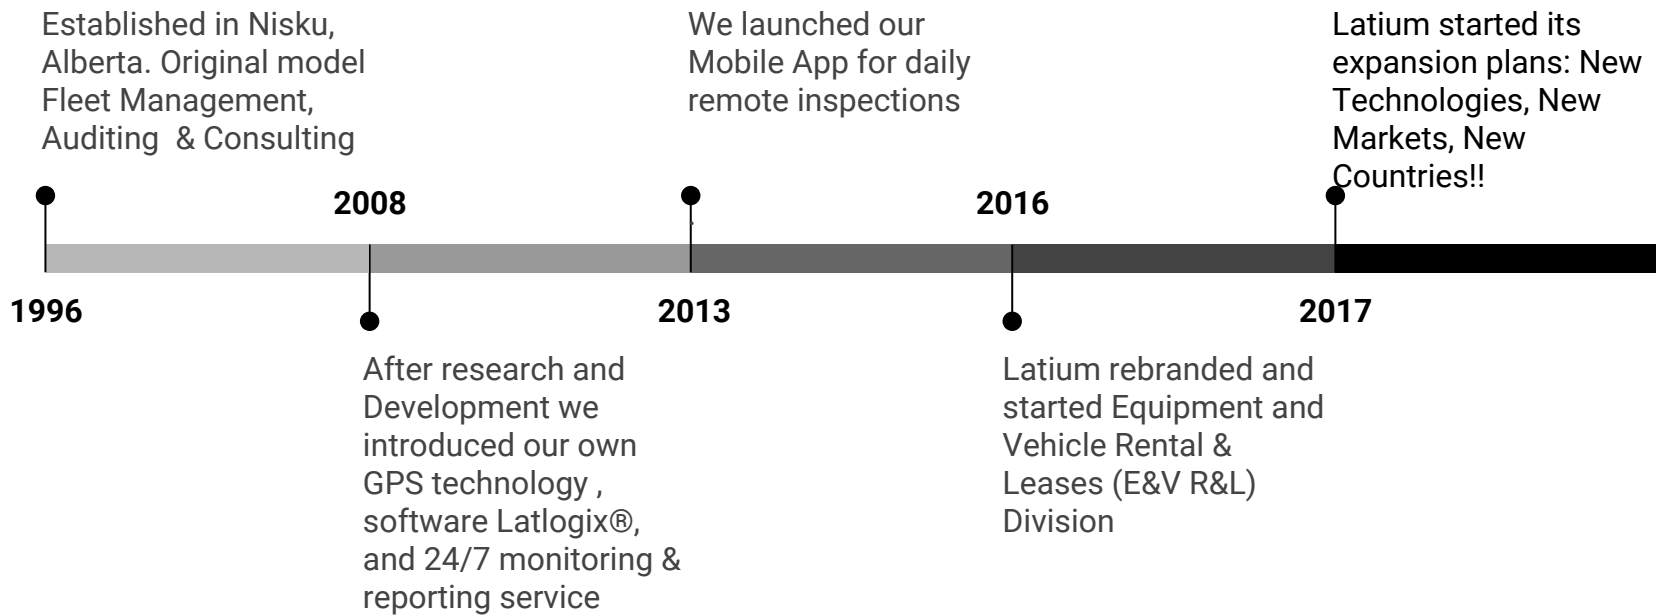 Established in Nisku,
Alberta. Original model
Fleet Management,
Auditing  & Consulting
1996
2008
After research and
Development we
introduced our own
GPS technology ,
software Latlogix®,
and 24/7 monitoring &
reporting service
We launched our
Mobile App for daily
remote inspections
2013
2016
Latium rebranded and
started Equipment and
Vehicle Rental &
Leases (E&V R&L)
Division
Latium started its
expansion plans: New
Technologies, New
Markets, New
Countries!!
2017